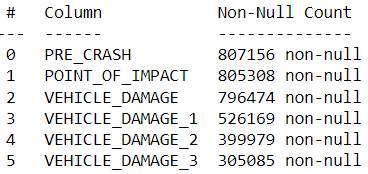 #   Column            Non-Null Count
---  ------            --------------
0   PRE_CRASH         807156 non-null
1   POINT_OF_IMPACT   805308 non-null
2   VEHICLE_DAMAGE    796474 non-null
3   VEHICLE_DAMAGE_1  526169 non-null
4   VEHICLE_DAMAGE_2  399979 non-null
5   VEHICLE_DAMAGE_3  305085 non-null